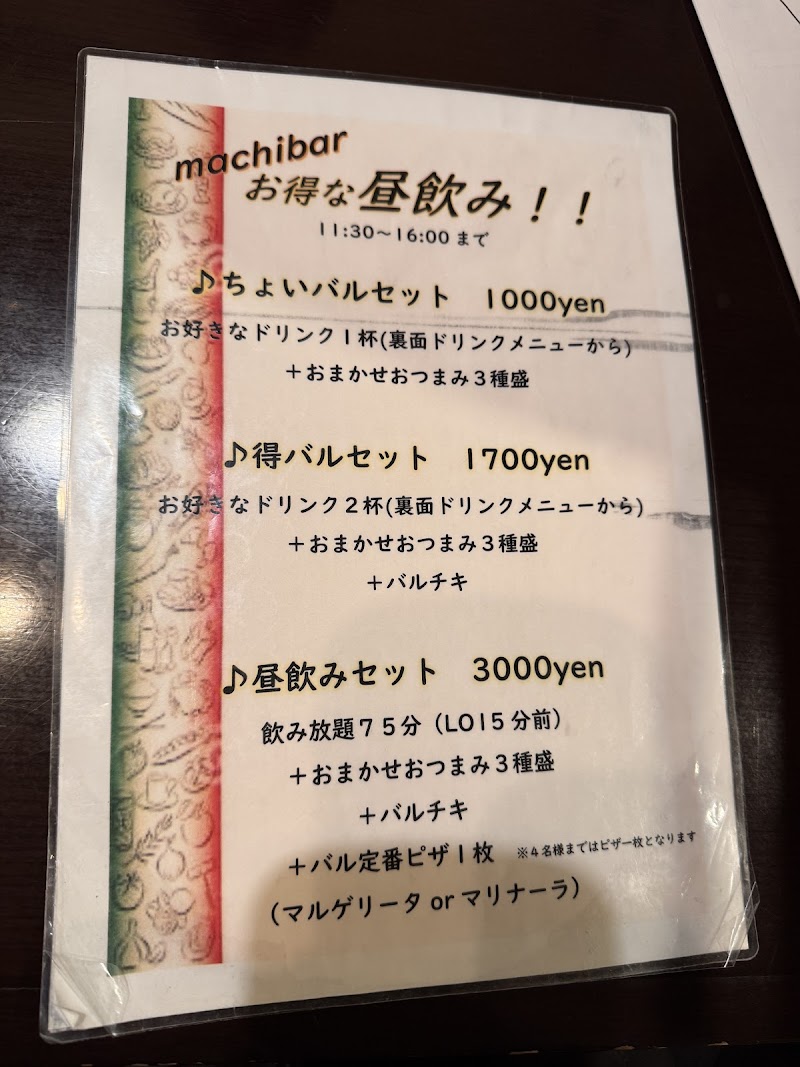 machibar
お得な昼飲み！！
11:30～16:00 まで
♪ちょいバルセット 1000yen
お好きなドリンク1杯(裏面ドリンクメニューから)
＋おまかせおつまみ３種盛
♪得バルセット 1700yen
お好きなドリンク２杯(裏面ドリンクメニューから)
＋おまかせおつまみ３種盛
＋バルチキ
♪昼飲みセット 3000yen
飲み放題７５分（LO15 分前）
＋おまかせおつまみ３種盛
＋バルチキ
＋バル定番ピザ1枚 ※４名様まではピザ一枚となります
（マルゲリータ or マリナーラ）